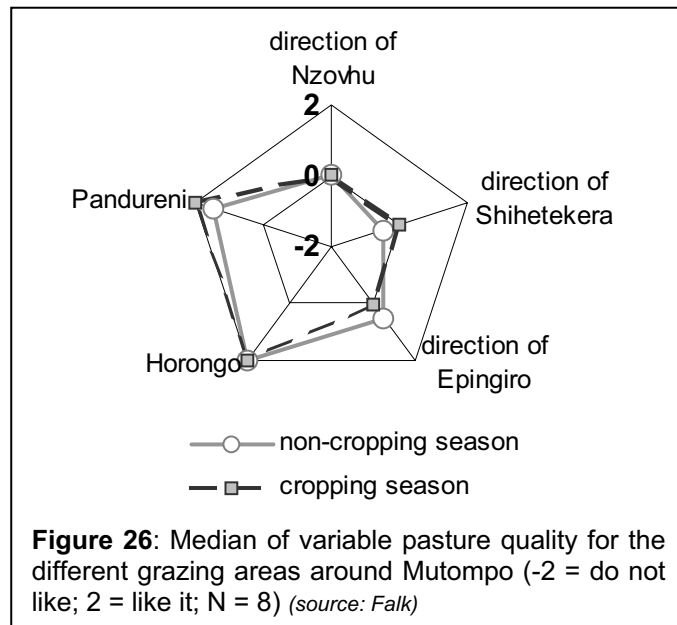 direction of
Nzovhu
2
0
-2
direction of
Shihetekera
Pandureni
Horongo
direction of
Epingiro
non-cropping season
cropping season
Figure 26: Median of variable pasture quality for the
different grazing areas around Mutompo (-2 = do not
like; 2 = like it; N = 8) (source: Falk)